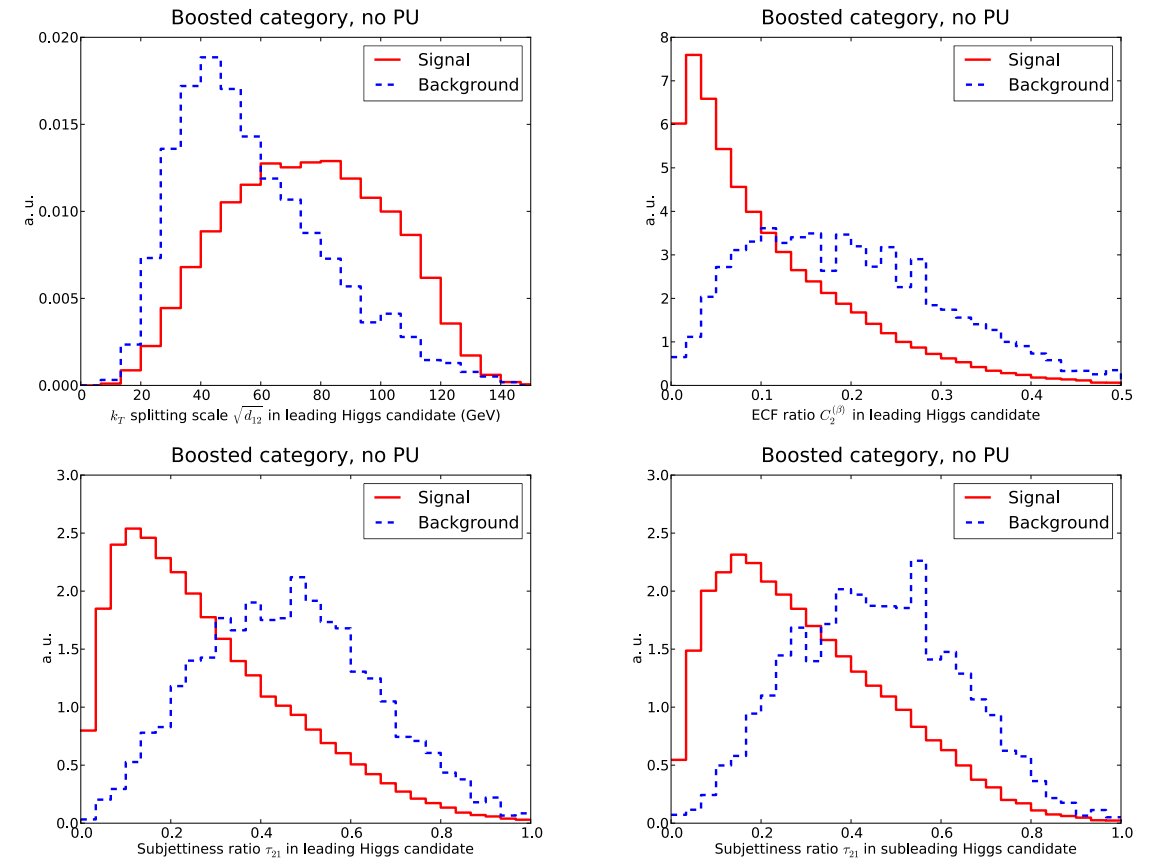 Boosted category, no PU
0.020
0.015
0.010
0.005
0.000
a. u.
Signal
Background
0 20 40 60 80 100 120 140
k_T splitting scale √d_12 in leading Higgs candidate (GeV)
Boosted category, no PU
8
7
6
5
4
3
2
1
0
a. u.
Signal
Background
0.0 0.1 0.2 0.3 0.4 0.5
ECF ratio C_2^(β) in leading Higgs candidate
Boosted category, no PU
3.0
2.5
2.0
1.5
1.0
0.5
0.0
a. u.
Signal
Background
0.0 0.2 0.4 0.6 0.8 1.0
Subjettiness ratio τ_21 in leading Higgs candidate
Boosted category, no PU
3.0
2.5
2.0
1.5
1.0
0.5
0.0
a. u.
Signal
Background
0.0 0.2 0.4 0.6 0.8 1.0
Subjettiness ratio τ_21 in subleading Higgs candidate